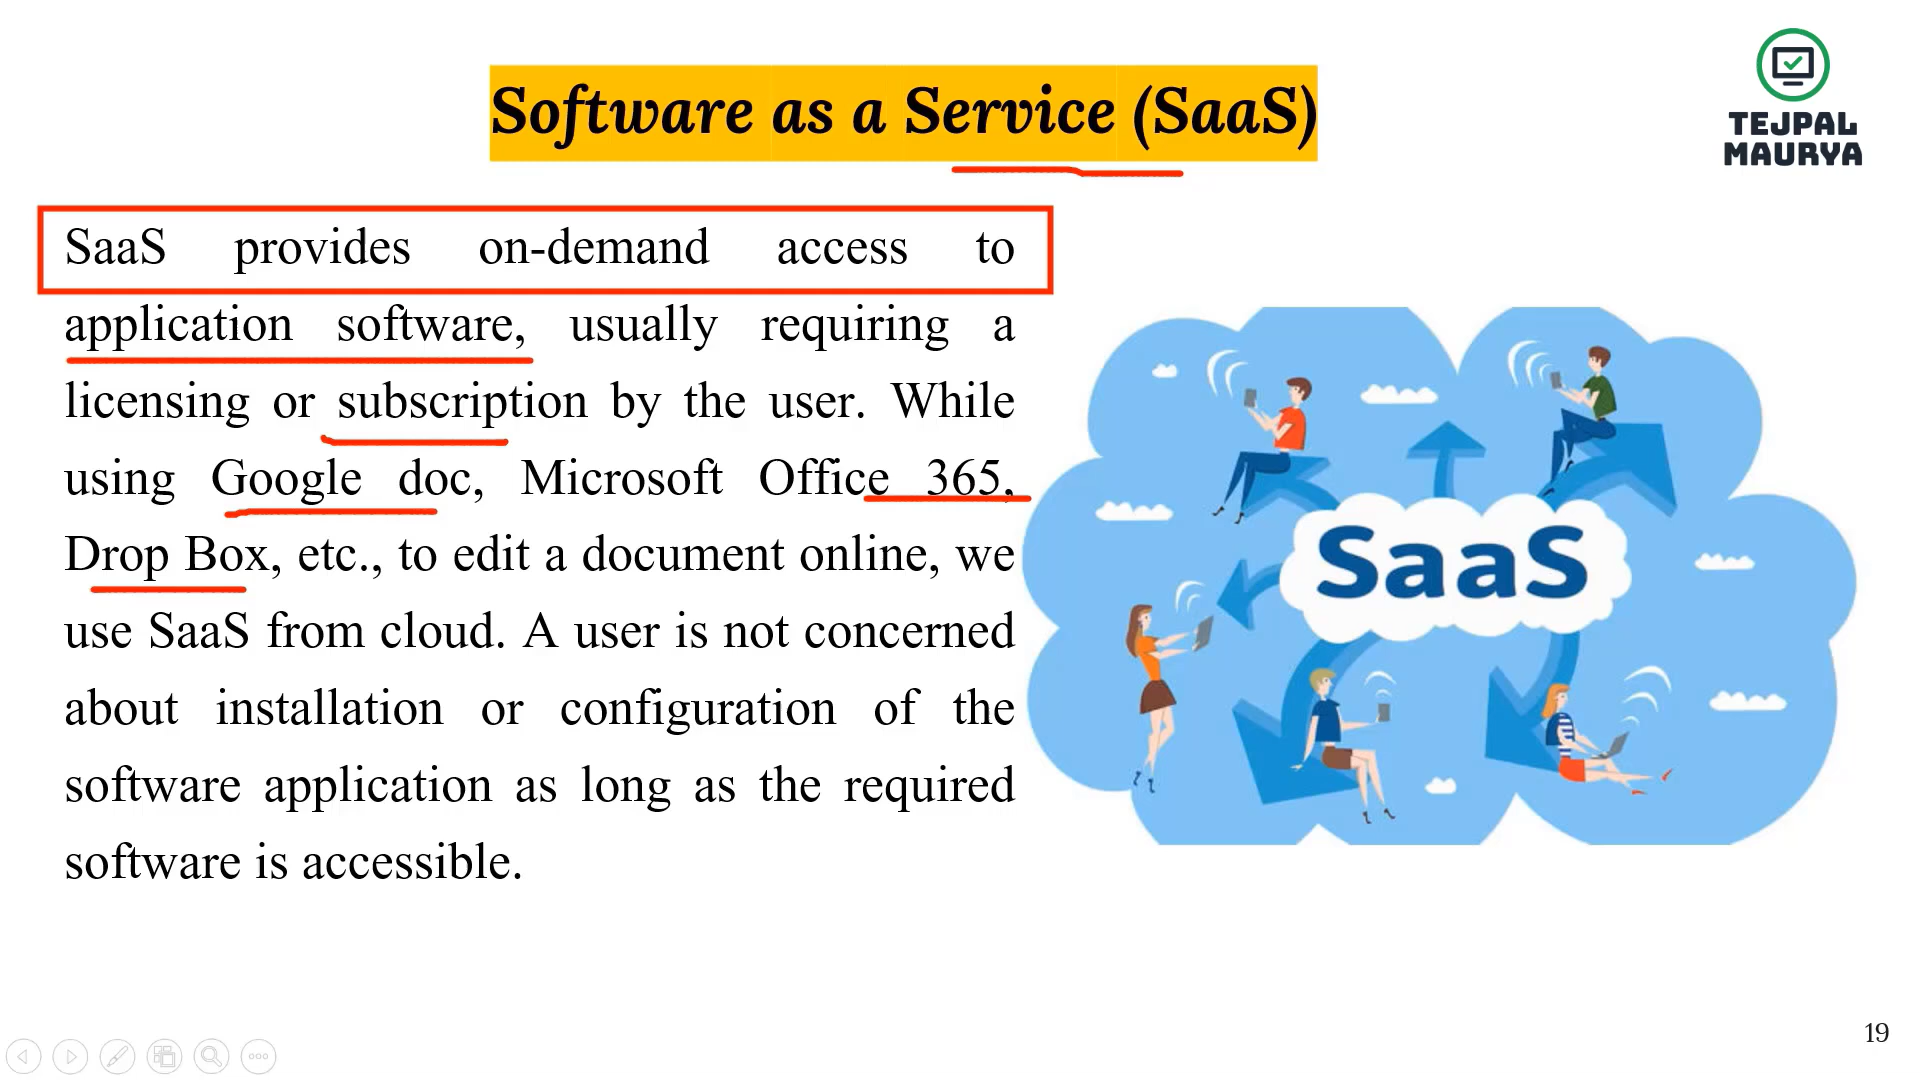 Software as a Service (SaaS)
TEJPAL
MAURYA
SaaS provides on-demand access to
application software, usually requiring a
licensing or subscription by the user. While
using Google doc, Microsoft Office 365,
Drop Box, etc., to edit a document online, we
use SaaS from cloud. A user is not concerned
about installation or configuration of the
software application as long as the required
software is accessible.
SaaS
19